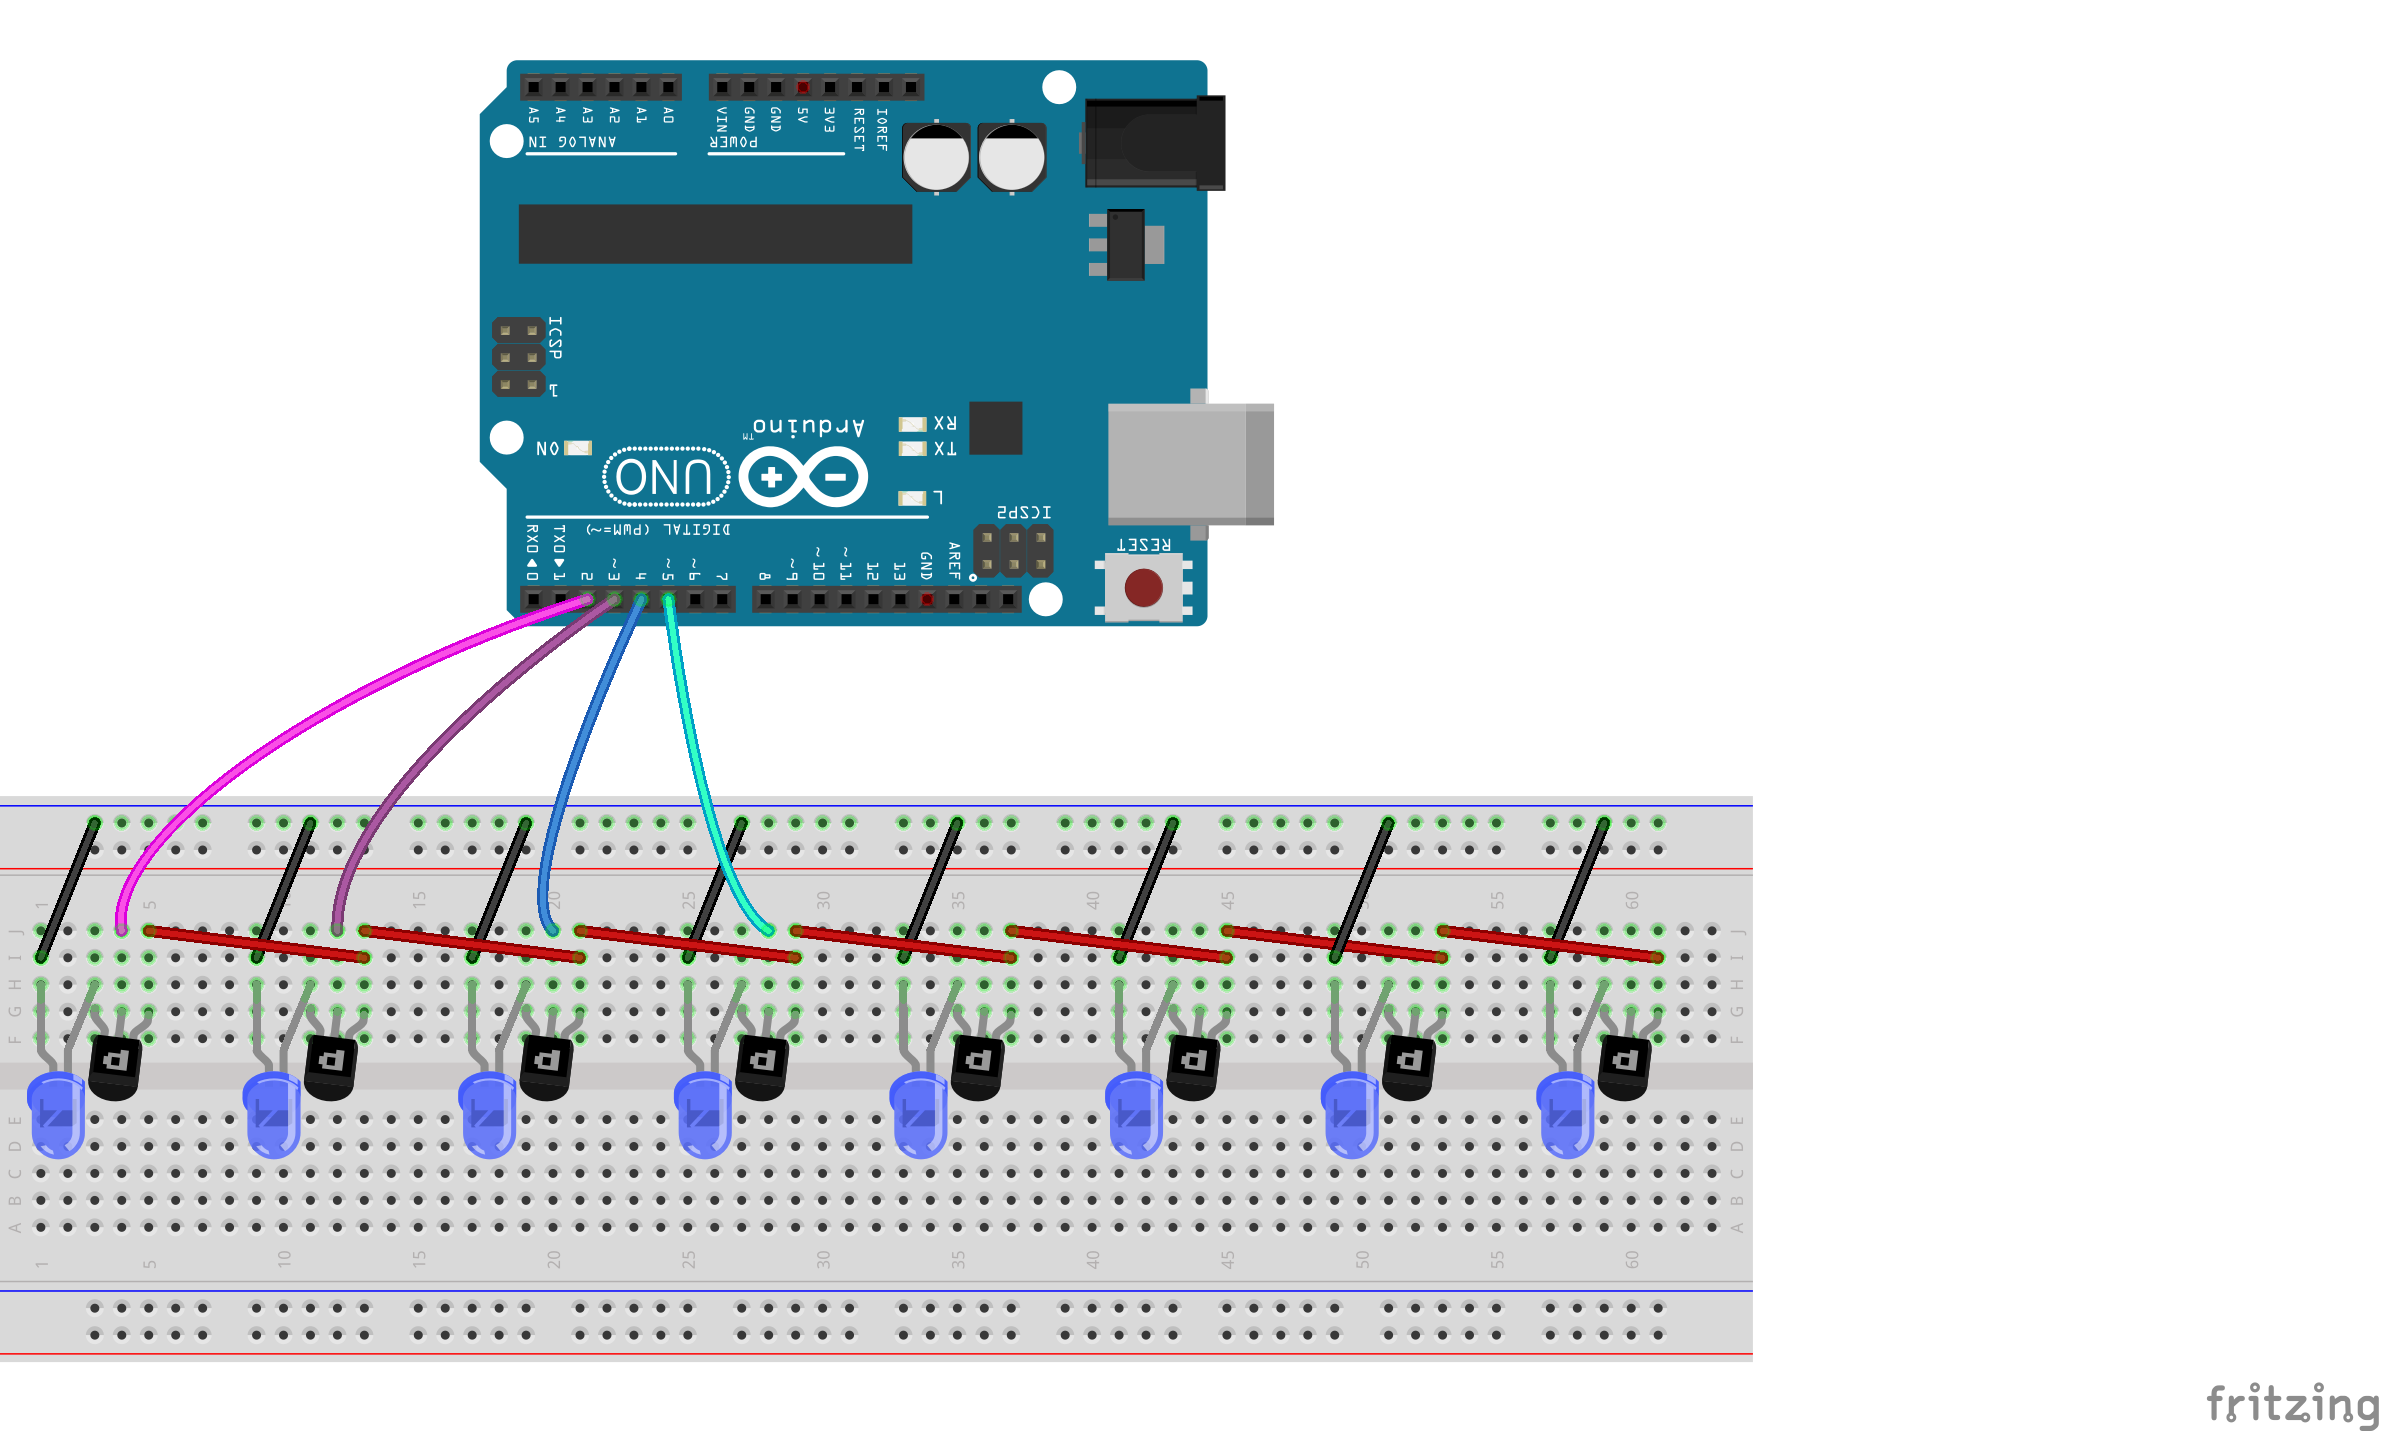 A5 A4 A3 A2 A1 A0
VIN GND GND 5V 3V3 RESET IOREF
ANALOG IN
POWER
ICSP
1
Arduino
TM
RX
TX
ON
UNO
L
ICSP2
DIGITAL (PWM=~)
RESET
RX0◄0 TX0►1 2 ~3 4 ~5 ~6 7 8 ~9 ~10 ~11 12 13 GND AREF
1 5 15 20 25 30 35 40 45 55 60
J J
I I
H H
G G
F F
E E
D D
C C
B B
A A
1 5 10 15 20 25 30 35 40 45 50 55 60
fritzing